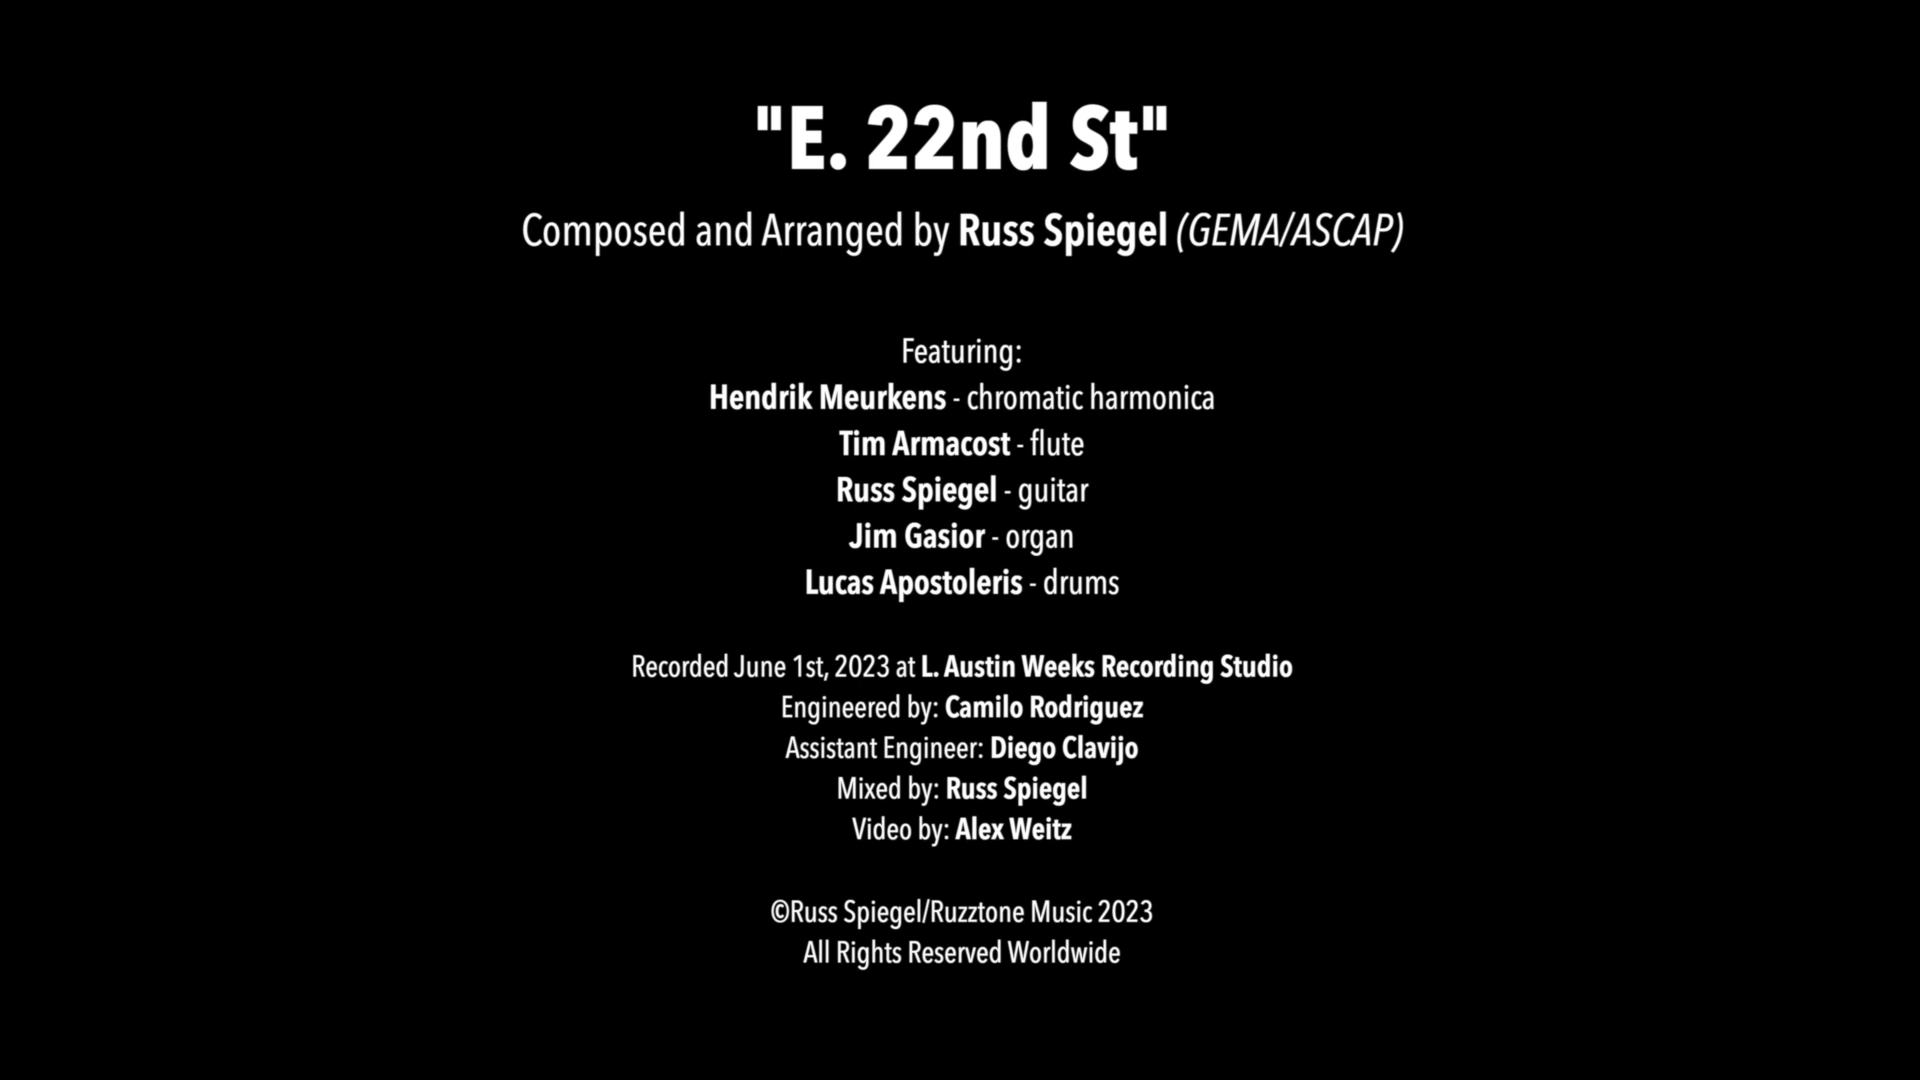 "E. 22nd St"
Composed and Arranged by Russ Spiegel (GEMA/ASCAP)
Featuring:
Hendrik Meurkens - chromatic harmonica
Tim Armacost - flute
Russ Spiegel - guitar
Jim Gasior - organ
Lucas Apostoleris - drums
Recorded June 1st, 2023 at L. Austin Weeks Recording Studio
Engineered by: Camilo Rodriguez
Assistant Engineer: Diego Clavijo
Mixed by: Russ Spiegel
Video by: Alex Weitz
©Russ Spiegel/Ruzztone Music 2023
All Rights Reserved Worldwide